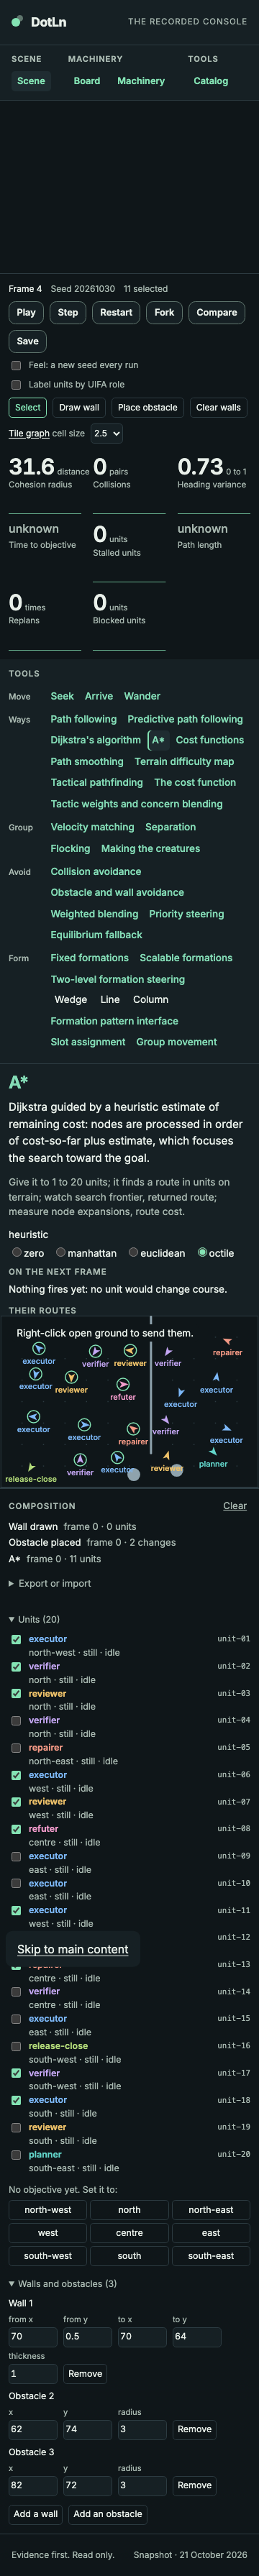 DotLn
THE RECORDED CONSOLE
SCENE MACHINERY TOOLS
Scene Board Machinery Catalog
Frame 4 Seed 20261030 11 selected
Play Step Restart Fork Compare
Save
Feel: a new seed every run
Label units by UIFA role
Select Draw wall Place obstacle Clear walls
Tile graph cell size 2.5
31.6 distance 0 pairs 0.73 0 to 1
Cohesion radius Collisions Heading variance
unknown 0 units unknown
Time to objective Stalled units Path length
0 times 0 units
Replans Blocked units
TOOLS
Move Seek Arrive Wander
Ways Path following Predictive path following
Dijkstra's algorithm A* Cost functions
Path smoothing Terrain difficulty map
Tactical pathfinding The cost function
Tactic weights and concern blending
Group Velocity matching Separation
Flocking Making the creatures
Avoid Collision avoidance
Obstacle and wall avoidance
Weighted blending Priority steering
Equilibrium fallback
Form Fixed formations Scalable formations
Two-level formation steering
Wedge Line Column
Formation pattern interface
Slot assignment Group movement
A*
Dijkstra guided by a heuristic estimate of
remaining cost: nodes are processed in order
of cost-so-far plus estimate, which focuses
the search toward the goal.
Give it to 1 to 20 units; it finds a route in units on
terrain; watch search frontier, returned route;
measure node expansions, route cost.
heuristic
zero manhattan euclidean octile
ON THE NEXT FRAME
Nothing fires yet: no unit would change course.
THEIR ROUTES
Right-click open ground to send them.
repairer
executor verifier reviewer verifier
executor reviewer executor
refuter
executor
executor executor repairer verifier executor
release-close verifier executor reviewer planner
COMPOSITION Clear
Wall drawn frame 0 · 0 units
Obstacle placed frame 0 · 2 changes
A* frame 0 · 11 units
Export or import
Units (20)
executor unit-01
north-west · still · idle
verifier unit-02
north · still · idle
reviewer unit-03
north · still · idle
verifier unit-04
north · still · idle
repairer unit-05
north-east · still · idle
executor unit-06
west · still · idle
reviewer unit-07
west · still · idle
refuter unit-08
centre · still · idle
executor unit-09
east · still · idle
executor unit-10
east · still · idle
executor unit-11
west · still · idle
unit-12
Skip to main content
repairer unit-13
centre · still · idle
verifier unit-14
centre · still · idle
executor unit-15
east · still · idle
release-close unit-16
south-west · still · idle
verifier unit-17
south-west · still · idle
executor unit-18
south · still · idle
reviewer unit-19
south · still · idle
planner unit-20
south-east · still · idle
No objective yet. Set it to:
north-west north north-east
west centre east
south-west south south-east
Walls and obstacles (3)
Wall 1
from x from y to x to y
70 0.5 70 64
thickness
1 Remove
Obstacle 2
x y radius
62 74 3 Remove
Obstacle 3
x y radius
82 72 3 Remove
Add a wall Add an obstacle
Evidence first. Read only. Snapshot · 21 October 2026